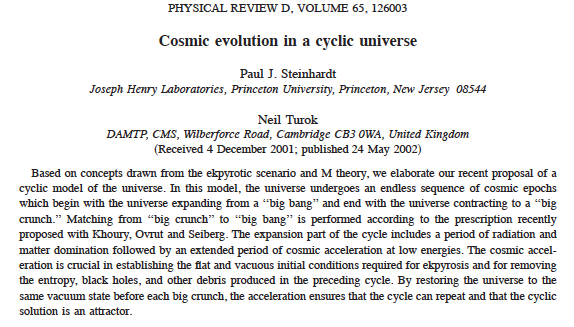 PHYSICAL REVIEW D, VOLUME 65, 126003
Cosmic evolution in a cyclic universe
Paul J. Steinhardt
Joseph Henry Laboratories, Princeton University, Princeton, New Jersey 08544
Neil Turok
DAMTP, CMS, Wilberforce Road, Cambridge CB3 0WA, United Kingdom
(Received 4 December 2001; published 24 May 2002)
Based on concepts drawn from the ekpyrotic scenario and M theory, we elaborate our recent proposal of a
cyclic model of the universe. In this model, the universe undergoes an endless sequence of cosmic epochs
which begin with the universe expanding from a ‘‘big bang’’ and end with the universe contracting to a ‘‘big
crunch.’’ Matching from ‘‘big crunch’’ to ‘‘big bang’’ is performed according to the prescription recently
proposed with Khoury, Ovrut and Seiberg. The expansion part of the cycle includes a period of radiation and
matter domination followed by an extended period of cosmic acceleration at low energies. The cosmic accel-
eration is crucial in establishing the flat and vacuous initial conditions required for ekpyrosis and for removing
the entropy, black holes, and other debris produced in the preceding cycle. By restoring the universe to the
same vacuum state before each big crunch, the acceleration ensures that the cycle can repeat and that the cyclic
solution is an attractor.